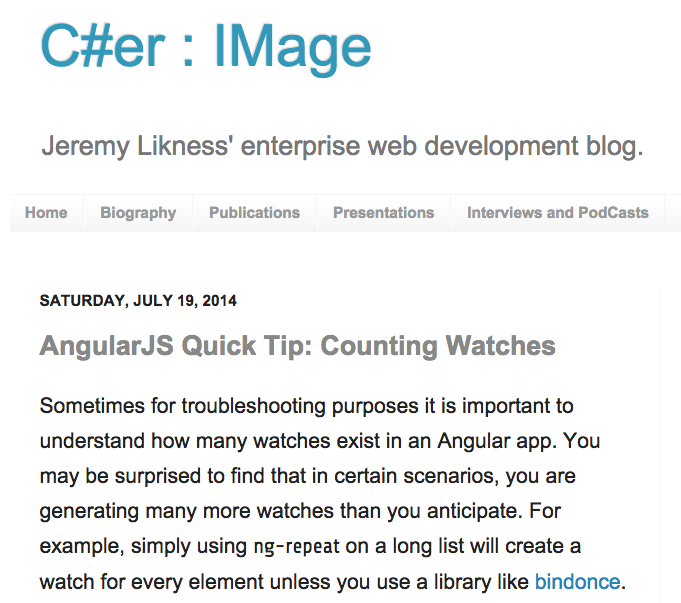 C#er : IMage
Jeremy Likness' enterprise web development blog.
Home Biography Publications Presentations Interviews and PodCasts
SATURDAY, JULY 19, 2014
AngularJS Quick Tip: Counting Watches
Sometimes for troubleshooting purposes it is important to
understand how many watches exist in an Angular app. You
may be surprised to find that in certain scenarios, you are
generating many more watches than you anticipate. For
example, simply using ng-repeat on a long list will create a
watch for every element unless you use a library like bindonce.